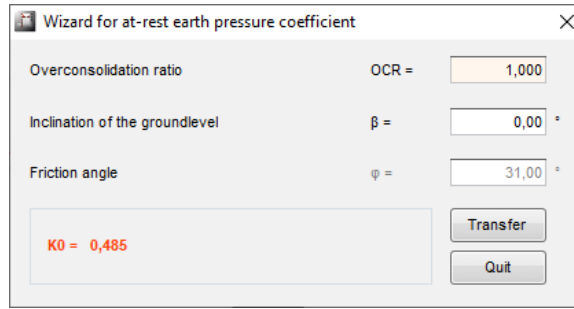 Wizard for at-rest earth pressure coefficient
Overconsolidation ratio OCR = 1,000
Inclination of the groundlevel β = 0,00 °
Friction angle φ = 31,00 °
Transfer
K0 = 0,485
Quit